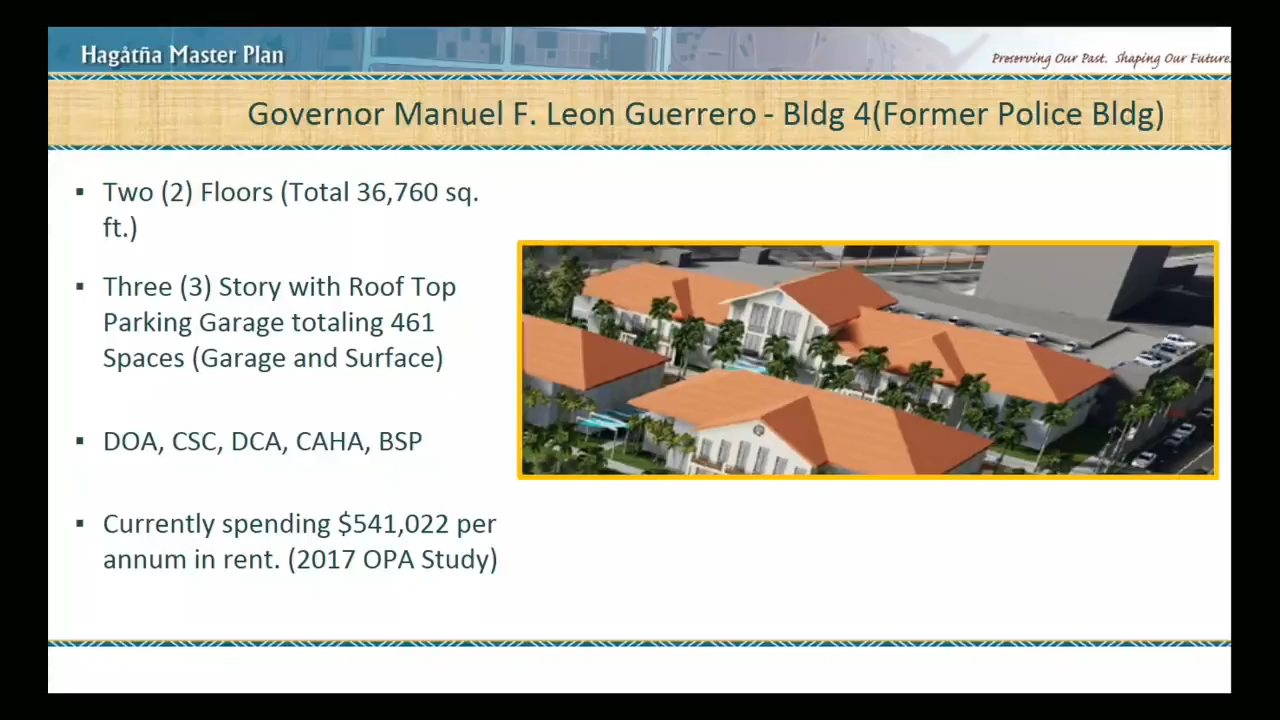 Hagåtña Master Plan
Preserving Our Past. Shaping Our Future.
Governor Manuel F. Leon Guerrero - Bldg 4(Former Police Bldg)
▪ Two (2) Floors (Total 36,760 sq.
ft.)
▪ Three (3) Story with Roof Top
Parking Garage totaling 461
Spaces (Garage and Surface)
▪ DOA, CSC, DCA, CAHA, BSP
▪ Currently spending $541,022 per
annum in rent. (2017 OPA Study)